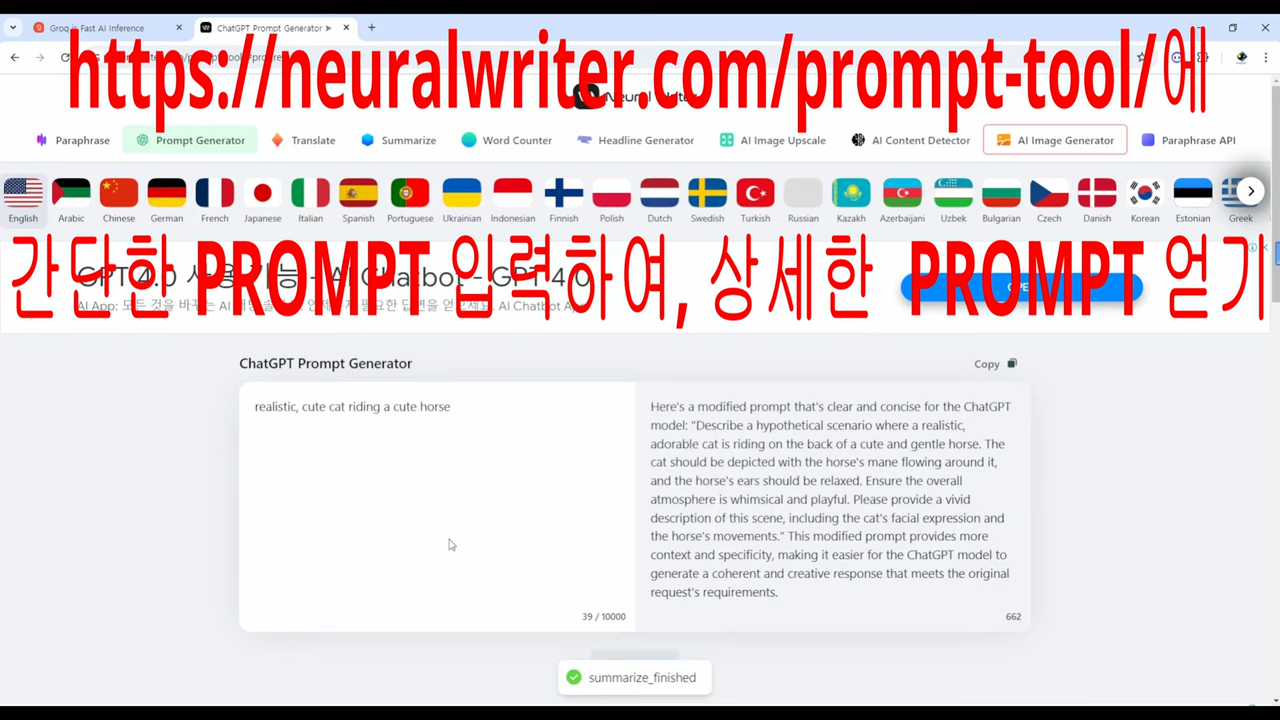 Groq is Fast AI Inference
ChatGPT Prompt Generator
https://neuralwriter.com/prompt-tool/에
Paraphrase
Prompt Generator
Translate
Summarize
Word Counter
Headline Generator
AI Image Upscale
AI Content Detector
AI Image Generator
Paraphrase API
English
Arabic
Chinese
German
French
Japanese
Italian
Spanish
Portuguese
Ukrainian
Indonesian
Finnish
Polish
Dutch
Swedish
Turkish
Russian
Kazakh
Azerbaijani
Uzbek
Bulgarian
Czech
Danish
Korean
Estonian
Greek
간단한 PROMPT 입력하여, 상세한 PROMPT 얻기
ChatGPT Prompt Generator
Copy
realistic, cute cat riding a cute horse
39 / 10000
Here's a modified prompt that's clear and concise for the ChatGPT
model: "Describe a hypothetical scenario where a realistic,
adorable cat is riding on the back of a cute and gentle horse. The
cat should be depicted with the horse's mane flowing around it,
and the horse's ears should be relaxed. Ensure the overall
atmosphere is whimsical and playful. Please provide a vivid
description of this scene, including the cat's facial expression and
the horse's movements." This modified prompt provides more
context and specificity, making it easier for the ChatGPT model to
generate a coherent and creative response that meets the original
request's requirements.
662
summarize_finished